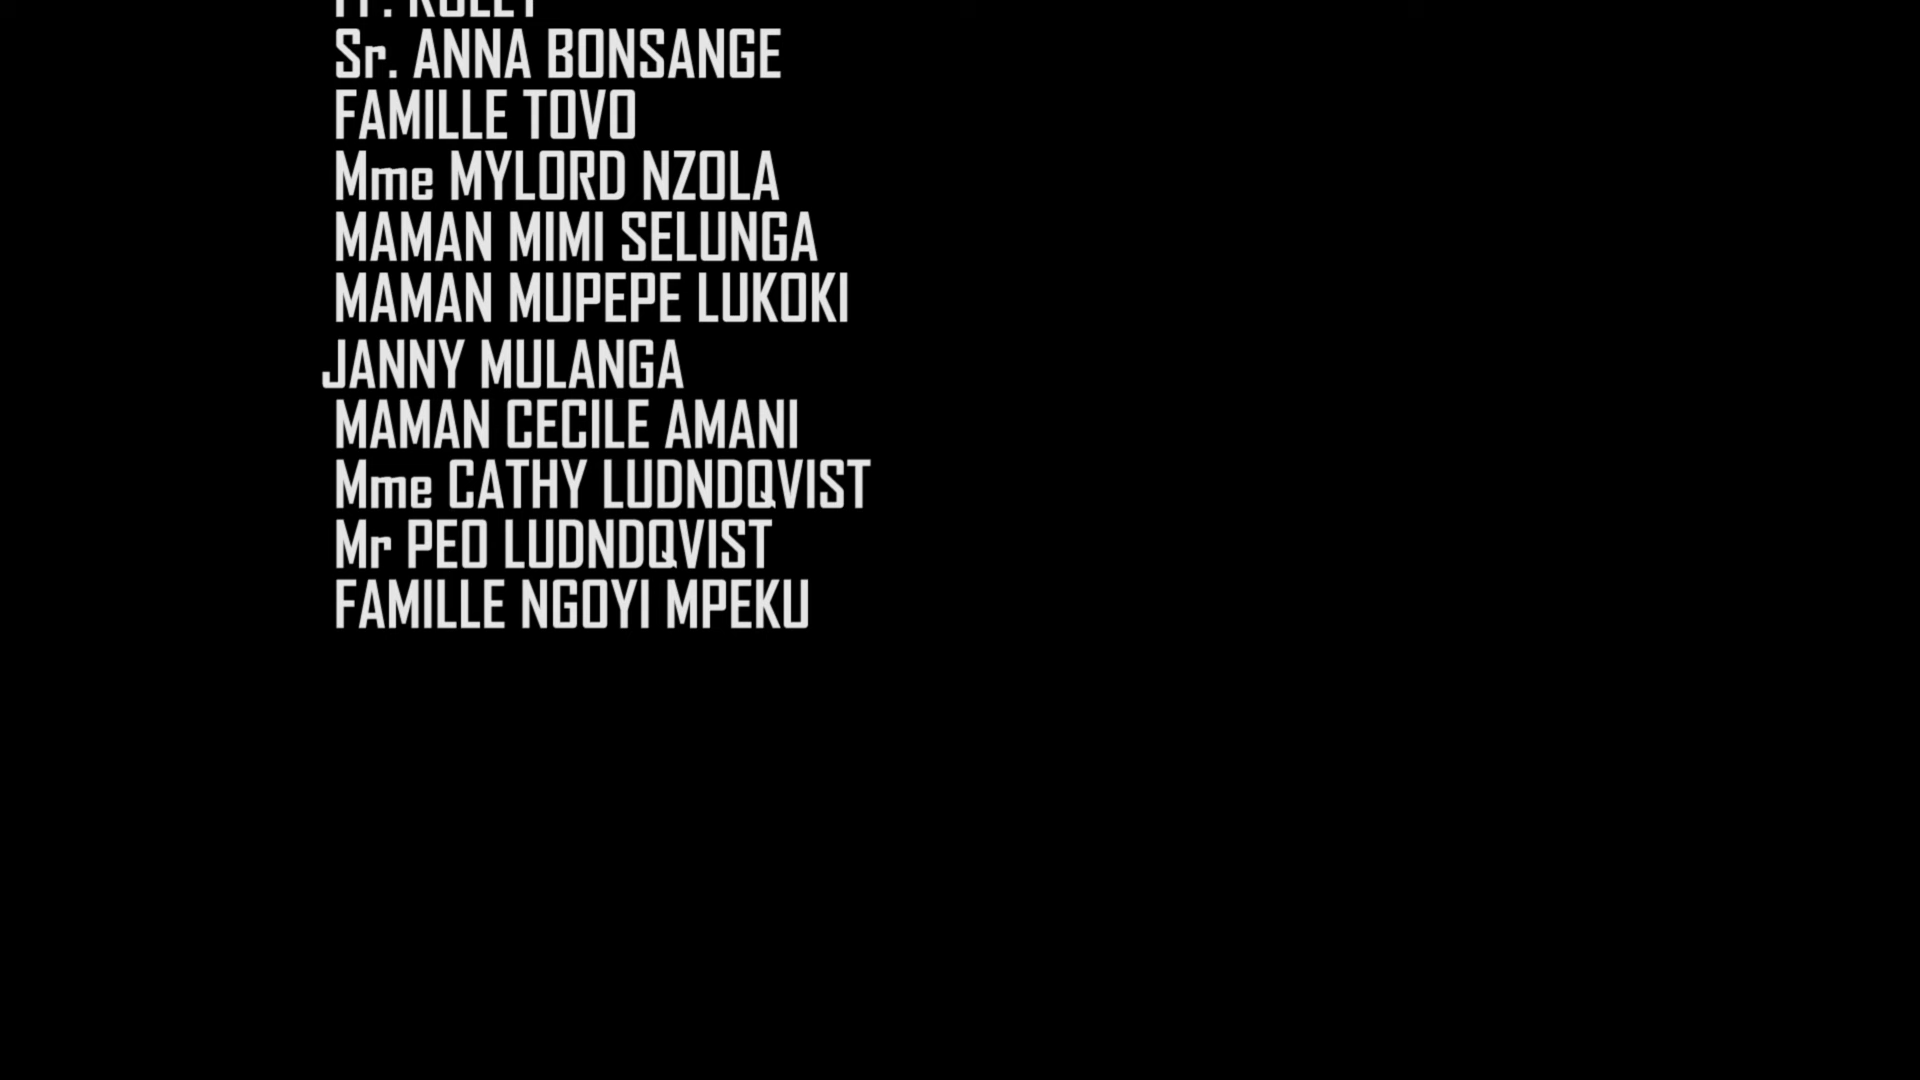 Sr. ANNA BONSANGE
FAMILLE TOVO
Mme MYLORD NZOLA
MAMAN MIMI SELUNGA
MAMAN MUPEPE LUKOKI
JANNY MULANGA
MAMAN CECILE AMANI
Mme CATHY LUDNDQVIST
Mr PEO LUDNDQVIST
FAMILLE NGOYI MPEKU